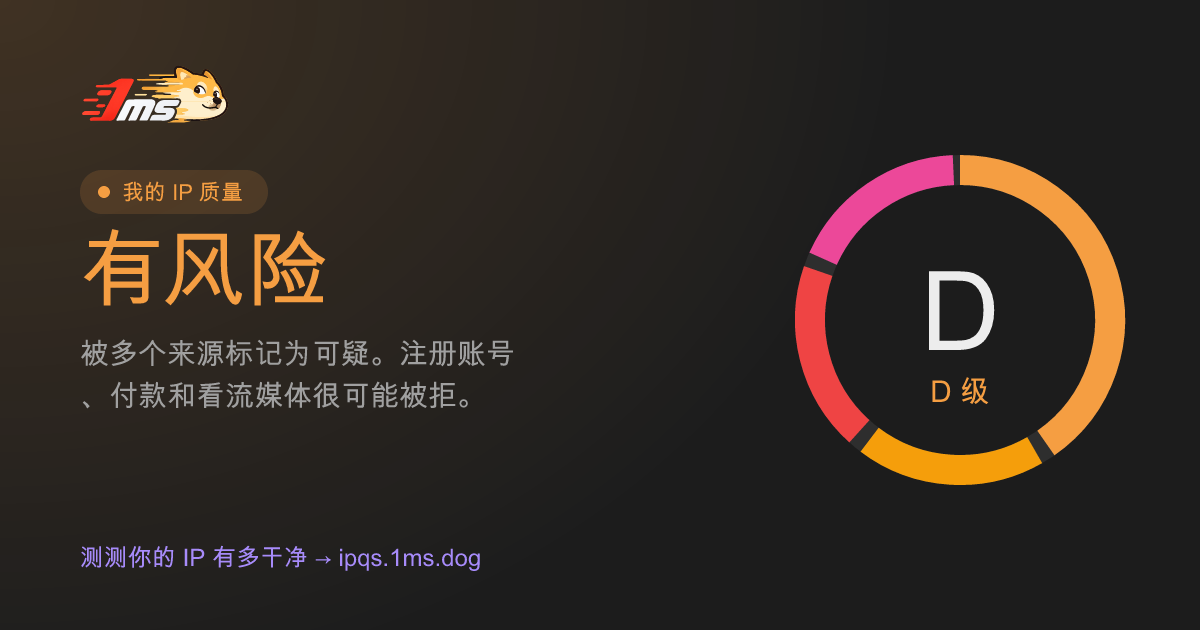 1ms
我的 IP 质量
有风险
被多个来源标记为可疑。注册账号
、付款和看流媒体很可能被拒。
D
D 级
测测你的 IP 有多干净 → ipqs.1ms.dog